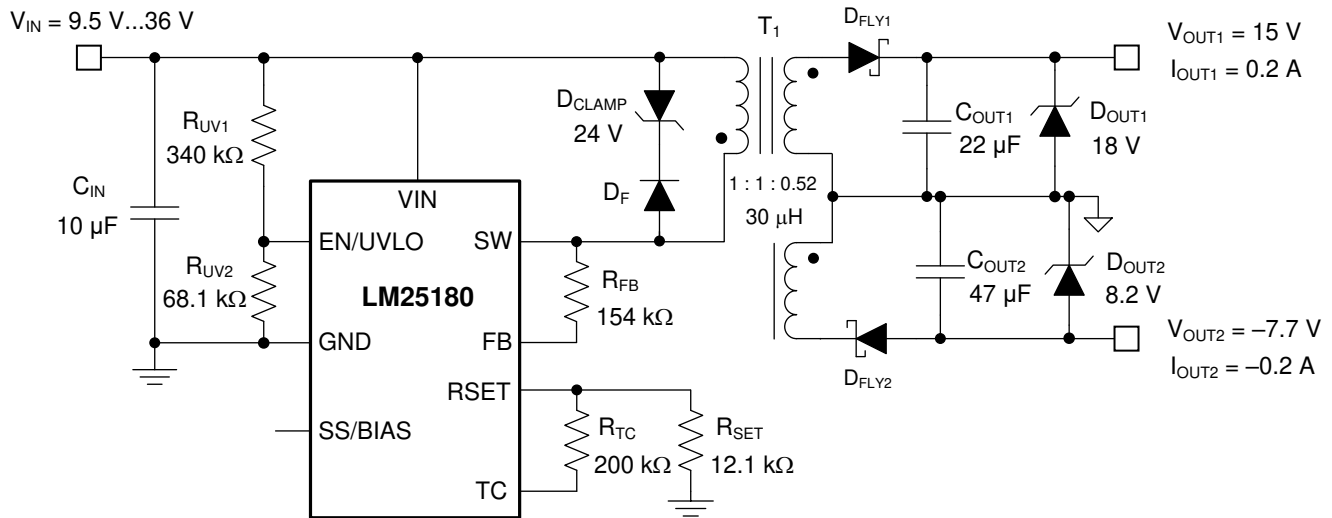 V_IN = 9.5 V...36 V
T₁
D_FLY1
V_OUT1 = 15 V
I_OUT1 = 0.2 A
D_CLAMP
24 V
R_UV1
340 kΩ
C_OUT1
22 µF
D_OUT1
18 V
C_IN
10 µF
VIN
D_F
1 : 1 : 0.52
30 µH
EN/UVLO
SW
R_UV2
68.1 kΩ
LM25180
R_FB
154 kΩ
C_OUT2
47 µF
D_OUT2
8.2 V
GND
FB
D_FLY2
V_OUT2 = –7.7 V
I_OUT2 = –0.2 A
RSET
SS/BIAS
R_TC
200 kΩ
R_SET
12.1 kΩ
TC